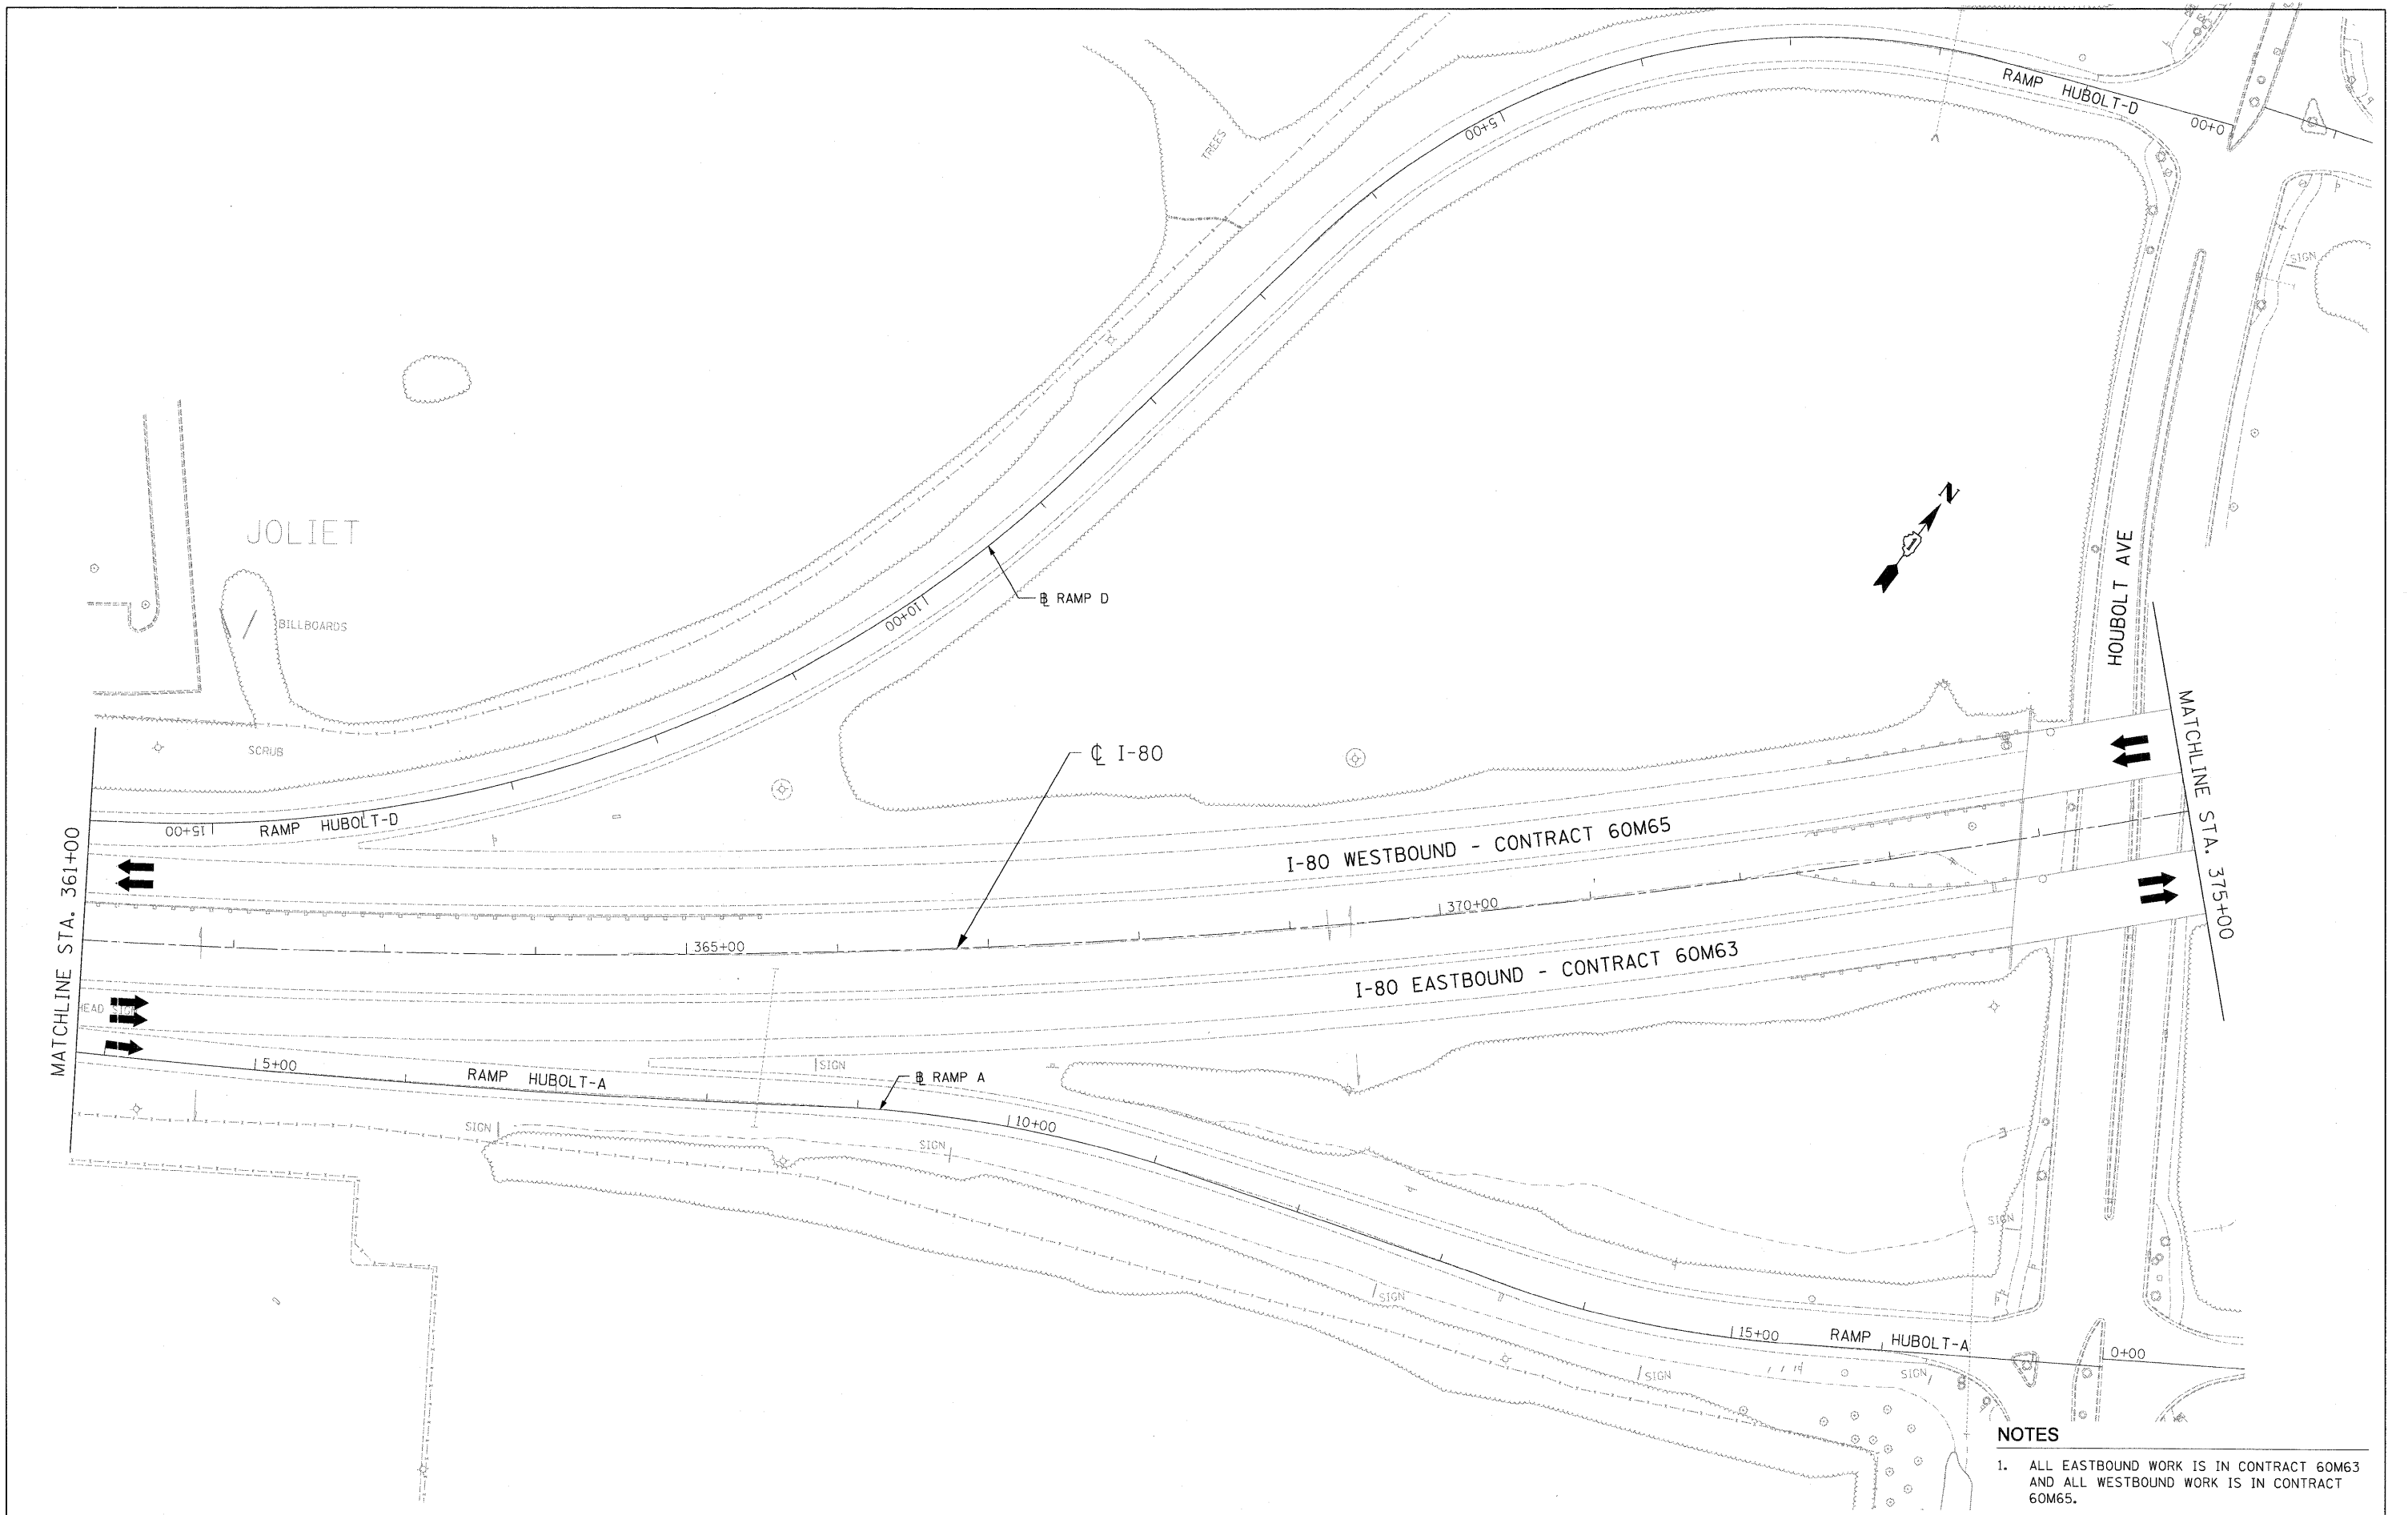 RAMP HUBOLT-D
0+00
5+00
TREES
SIGN
N
JOLIET
BILLBOARDS
10+00
℄ RAMP D
HOUBOLT AVE
SCRUB
℄ I-80
MATCHLINE STA. 375+00
MATCHLINE STA. 361+00
15+00
RAMP HUBOLT-D
I-80 WESTBOUND - CONTRACT 60M65
370+00
365+00
I-80 EASTBOUND - CONTRACT 60M63
5+00
RAMP HUBOLT-A
SIGN
℄ RAMP A
10+00
SIGN
SIGN
SIGN
SIGN
15+00
RAMP HUBOLT-A
0+00
SIGN
SIGN
NOTES
1. ALL EASTBOUND WORK IS IN CONTRACT 60M63
AND ALL WESTBOUND WORK IS IN CONTRACT
60M65.